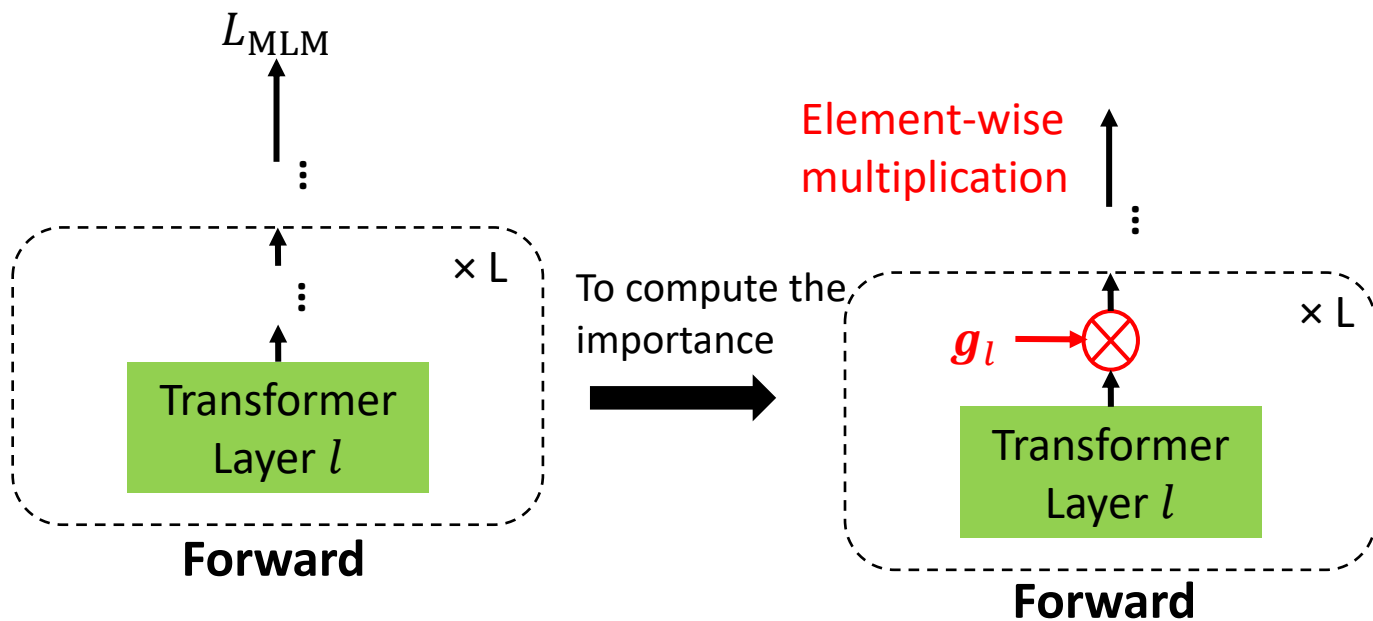 L_MLM
⋮
× L
⋮
Transformer
Layer l
Forward
To compute the
importance
Element-wise
multiplication
⋮
× L
g_l
Transformer
Layer l
Forward